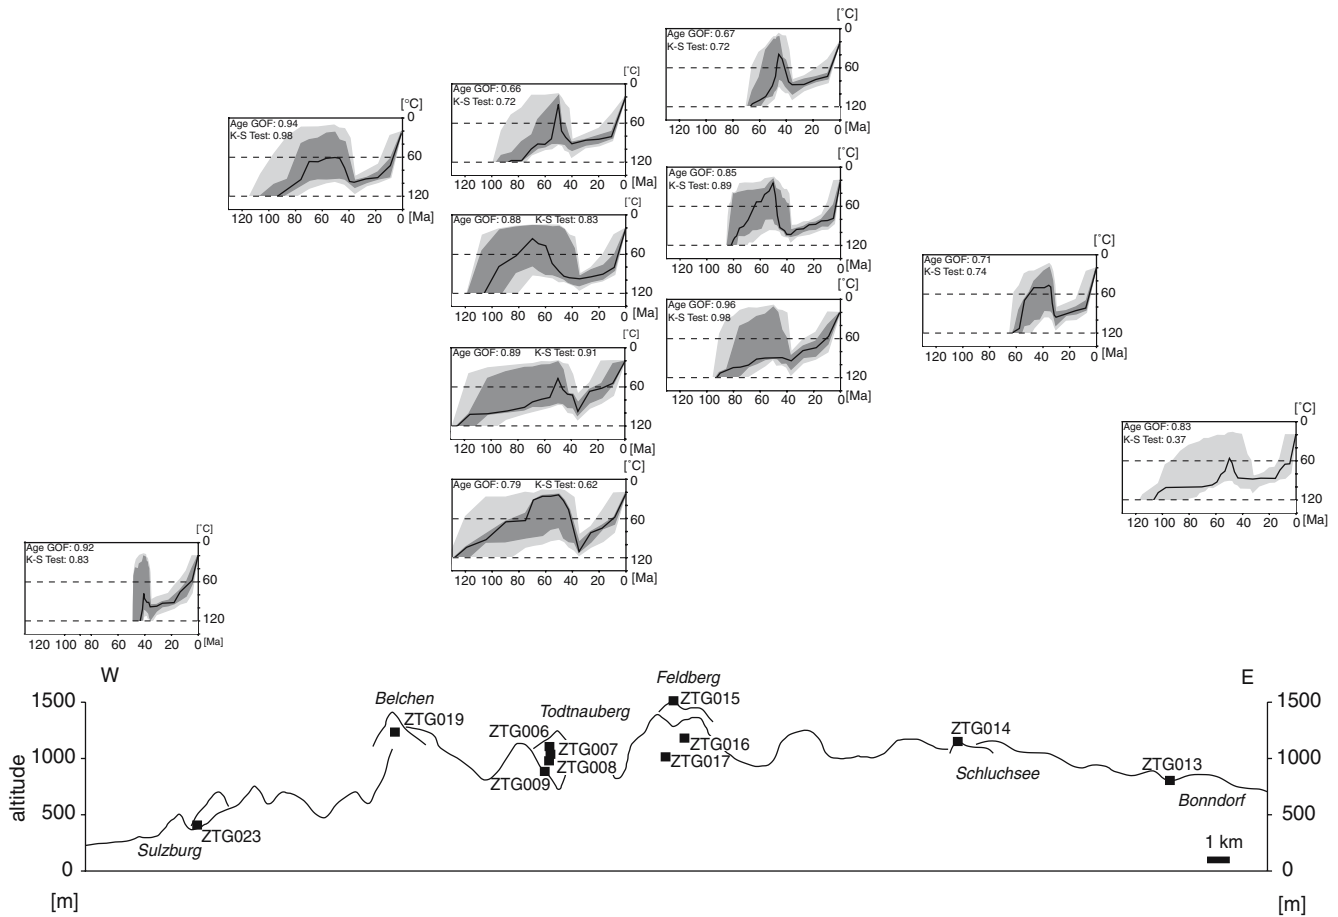 [˚C]
Age GOF: 0.67
K-S Test: 0.72
0
60
120
120 100 80 60 40 20 0 [Ma]
[˚C]
Age GOF: 0.66
K-S Test: 0.72
0
60
120
120 100 80 60 40 20 0 [Ma]
[°C]
Age GOF: 0.94
K-S Test: 0.98
0
60
120
120 100 80 60 40 20 0 [Ma]
[˚C]
Age GOF: 0.85
K-S Test: 0.89
0
60
120
120 100 80 60 40 20 0 [Ma]
[˚C]
Age GOF: 0.88 K-S Test: 0.83
0
60
120
120 100 80 60 40 20 0 [Ma]
[˚C]
Age GOF: 0.71
K-S Test: 0.74
0
60
120
120 100 80 60 40 20 0 [Ma]
[˚C]
Age GOF: 0.96
K-S Test: 0.98
0
60
120
120 100 80 60 40 20 0 [Ma]
[˚C]
Age GOF: 0.89 K-S Test: 0.91
0
60
120
120 100 80 60 40 20 0 [Ma]
[˚C]
Age GOF: 0.83
K-S Test: 0.37
0
60
120
120 100 80 60 40 20 0 [Ma]
[˚C]
Age GOF: 0.79 K-S Test: 0.62
0
60
120
120 100 80 60 40 20 0 [Ma]
[˚C]
Age GOF: 0.92
K-S Test: 0.83
0
60
120
120 100 80 60 40 20 0 [Ma]
W
E
1500
1000
500
0
[m]
altitude
Sulzburg
ZTG023
Belchen
ZTG019
Todtnauberg
ZTG006
ZTG007
ZTG008
ZTG009
Feldberg
ZTG015
ZTG016
ZTG017
ZTG014
Schluchsee
ZTG013
Bonndorf
1 km
1500
1000
500
0
[m]